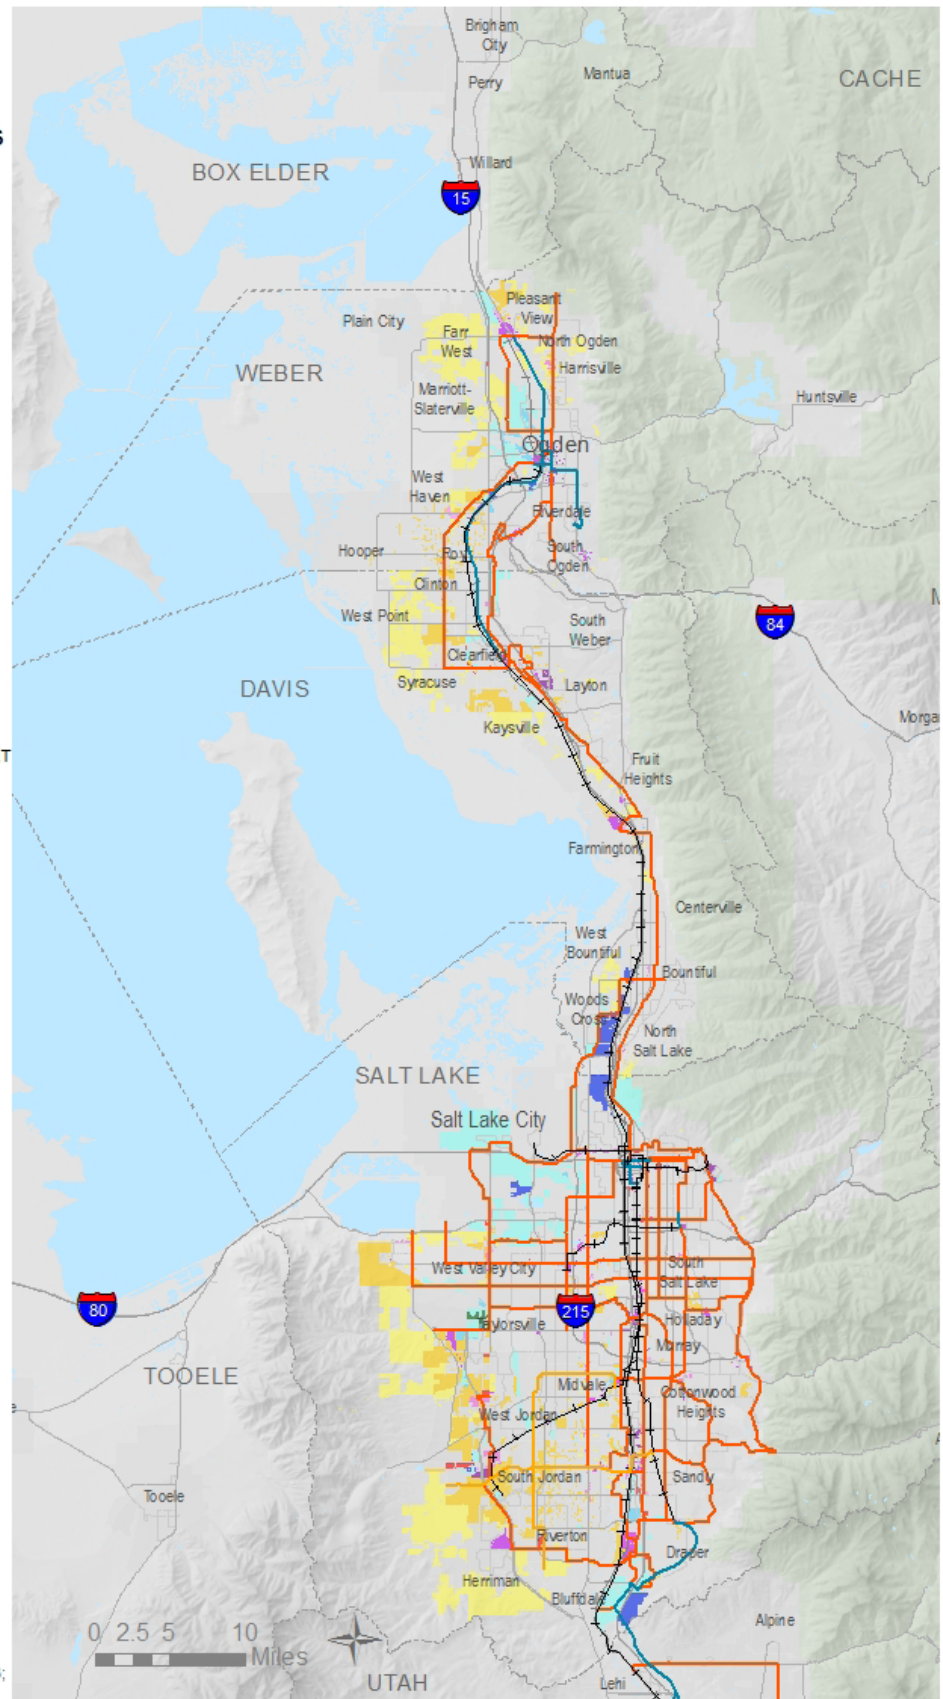 Brigham
City
Perry
Mantua
CACHE
S
Willard
BOX ELDER
15
Pleasant
View
Plain City
Farr
West
North Ogden
Harrisville
WEBER
Marriott-
Slaterville
Huntsville
Ogden
West
Haven
Riverdale
Hooper
Roy
South
Ogden
Clinton
West Point
South
Weber
84
Clearfield
Syracuse
Layton
DAVIS
Kaysville
Morga
T
Fruit
Heights
Farmington
Centerville
West
Bountiful
Bountiful
Woods
Cross
North
Salt Lake
SALT LAKE
Salt Lake City
West Valley City
South
Salt Lake
80
215
Taylorsville
Holladay
Murray
TOOELE
Midvale
Cottonwood
Heights
West Jordan
South Jordan
Sandy
Tooele
Riverton
Draper
Herriman
Bluffdale
Alpine
0 2.5 5 10
Miles
UTAH
Lehi